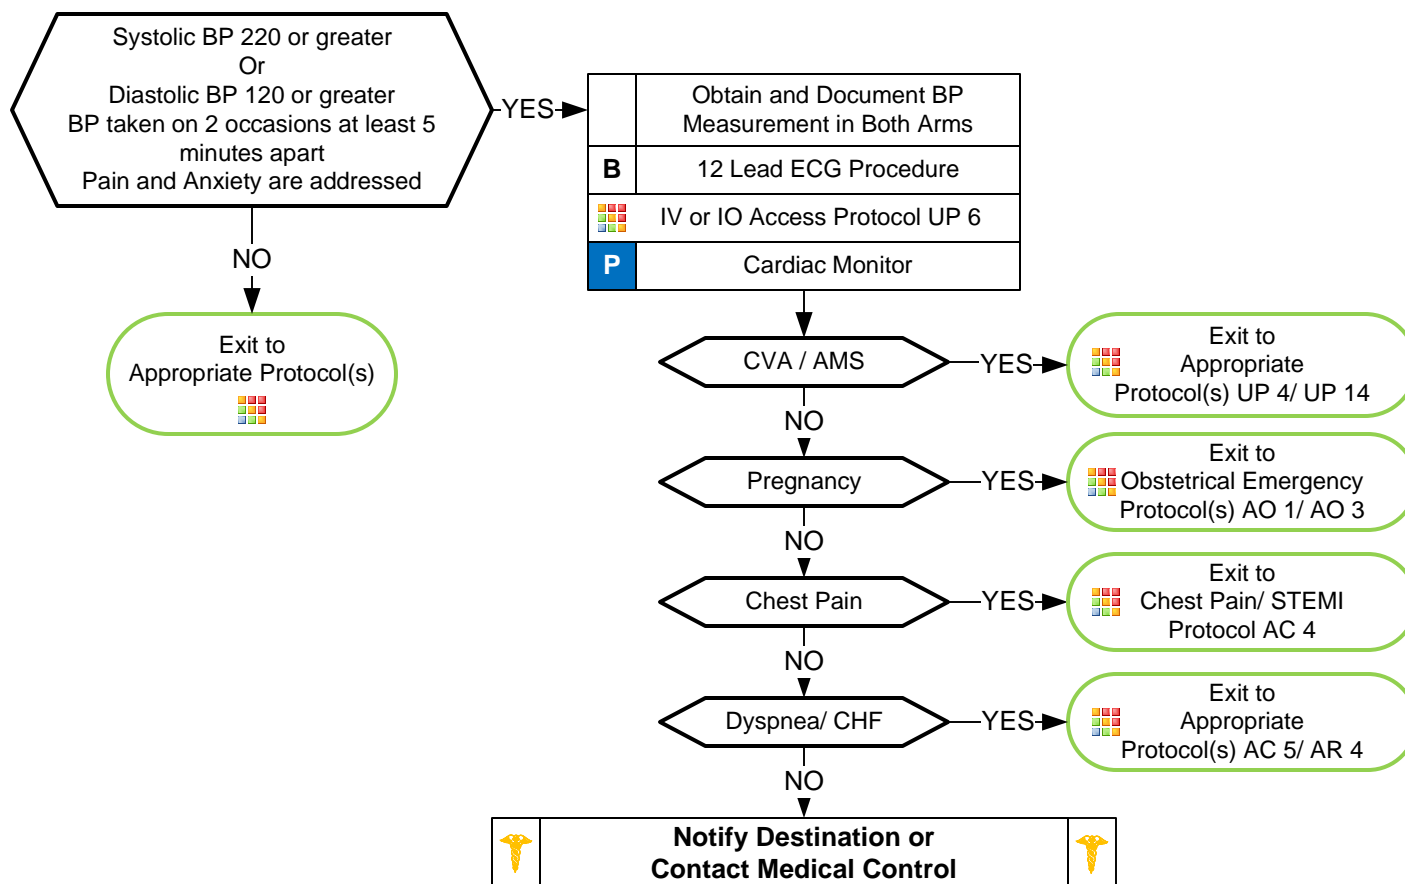 Systolic BP 220 or greater
Or
Diastolic BP 120 or greater
BP taken on 2 occasions at least 5
minutes apart
Pain and Anxiety are addressed
YES
NO
Exit to
Appropriate Protocol(s)
Obtain and Document BP
Measurement in Both Arms
B 12 Lead ECG Procedure
IV or IO Access Protocol UP 6
P Cardiac Monitor
CVA / AMS
YES
Exit to
Appropriate
Protocol(s) UP 4/ UP 14
NO
Pregnancy
YES
Exit to
Obstetrical Emergency
Protocol(s) AO 1/ AO 3
NO
Chest Pain
YES
Exit to
Chest Pain/ STEMI
Protocol AC 4
NO
Dyspnea/ CHF
YES
Exit to
Appropriate
Protocol(s) AC 5/ AR 4
NO
Notify Destination or
Contact Medical Control